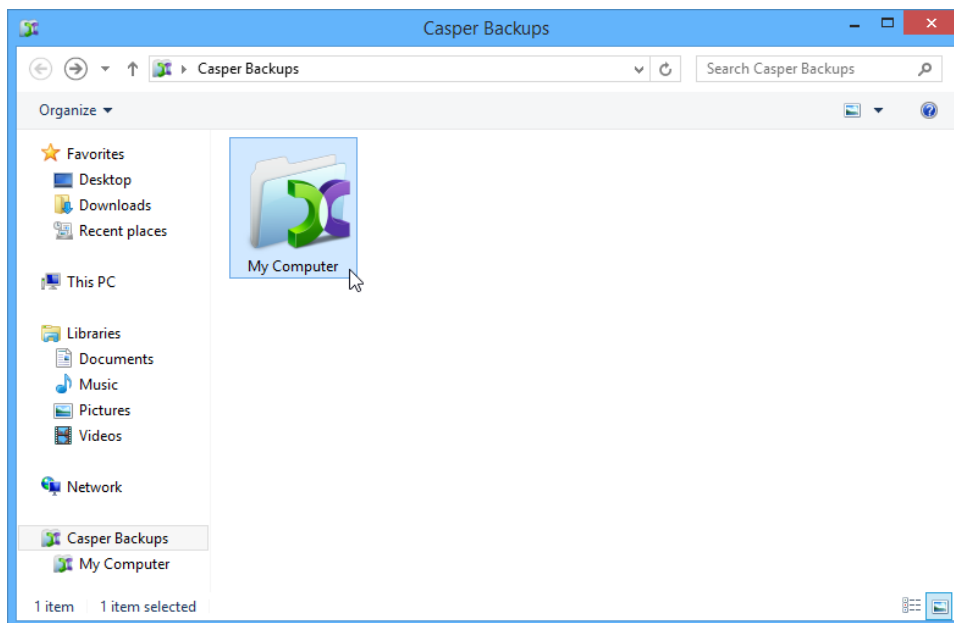 Casper Backups
Casper Backups
Search Casper Backups
Organize
Favorites
Desktop
Downloads
Recent places
This PC
Libraries
Documents
Music
Pictures
Videos
Network
Casper Backups
My Computer
My Computer
1 item 1 item selected